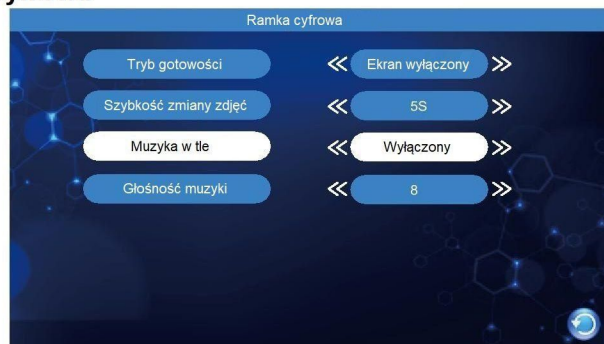 Ramka cyfrowa
Tryb gotowości Ekran wyłączony
Szybkość zmiany zdjęć 5S
Muzyka w tle Wyłączony
Głośność muzyki 8